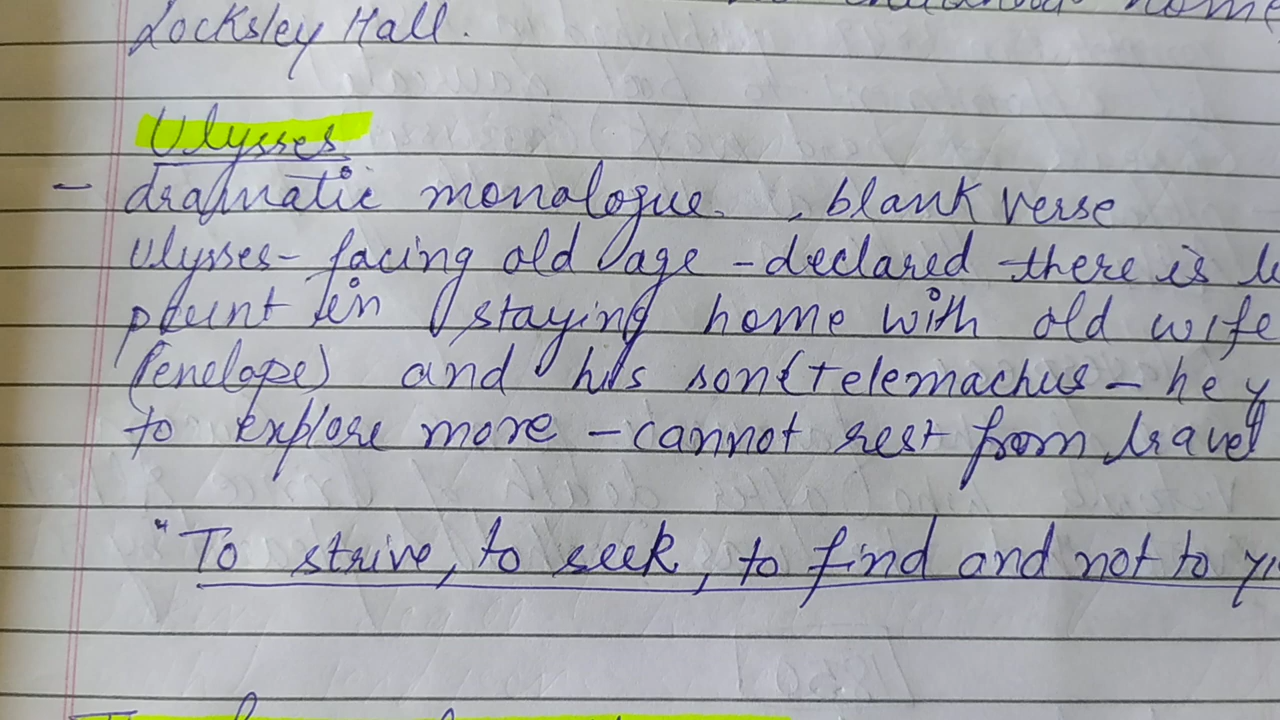 home
Locksley Hall.
Ulysses
- dramatic monologue. , blank verse
Ulysses- facing old age - declared there is
point in staying home with old wife
(Penelope) and his son(telemachus - he
to explore more - cannot rest from travel
"To strive, to seek, to find and not to